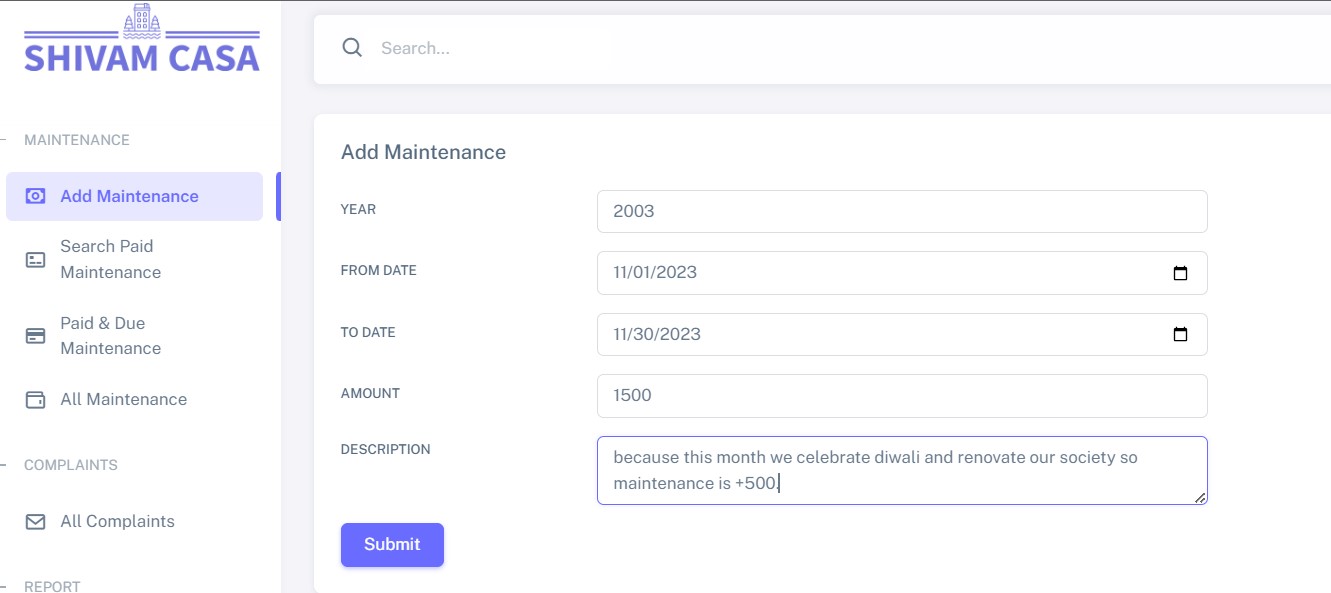 SHIVAM CASA
Search...
MAINTENANCE
Add Maintenance
Search Paid
Maintenance
Paid & Due
Maintenance
All Maintenance
COMPLAINTS
All Complaints
REPORT
Add Maintenance
YEAR
2003
FROM DATE
11/01/2023
TO DATE
11/30/2023
AMOUNT
1500
DESCRIPTION
because this month we celebrate diwali and renovate our society so
maintenance is +500.
Submit